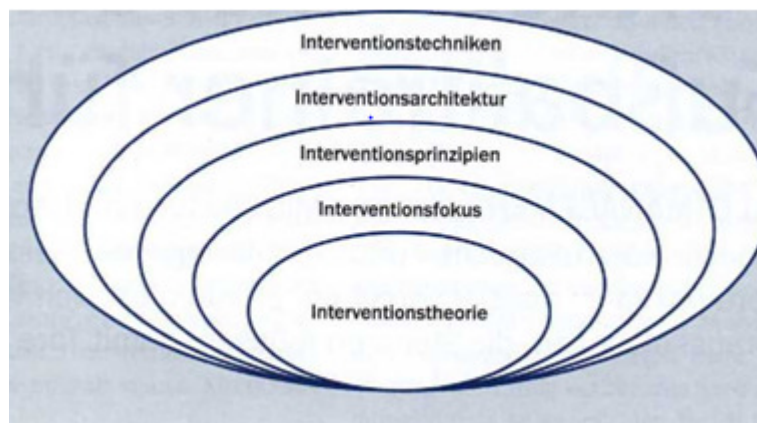 Interventionstechniken
Interventionsarchitektur
Interventionsprinzipien
Interventionsfokus
Interventionstheorie